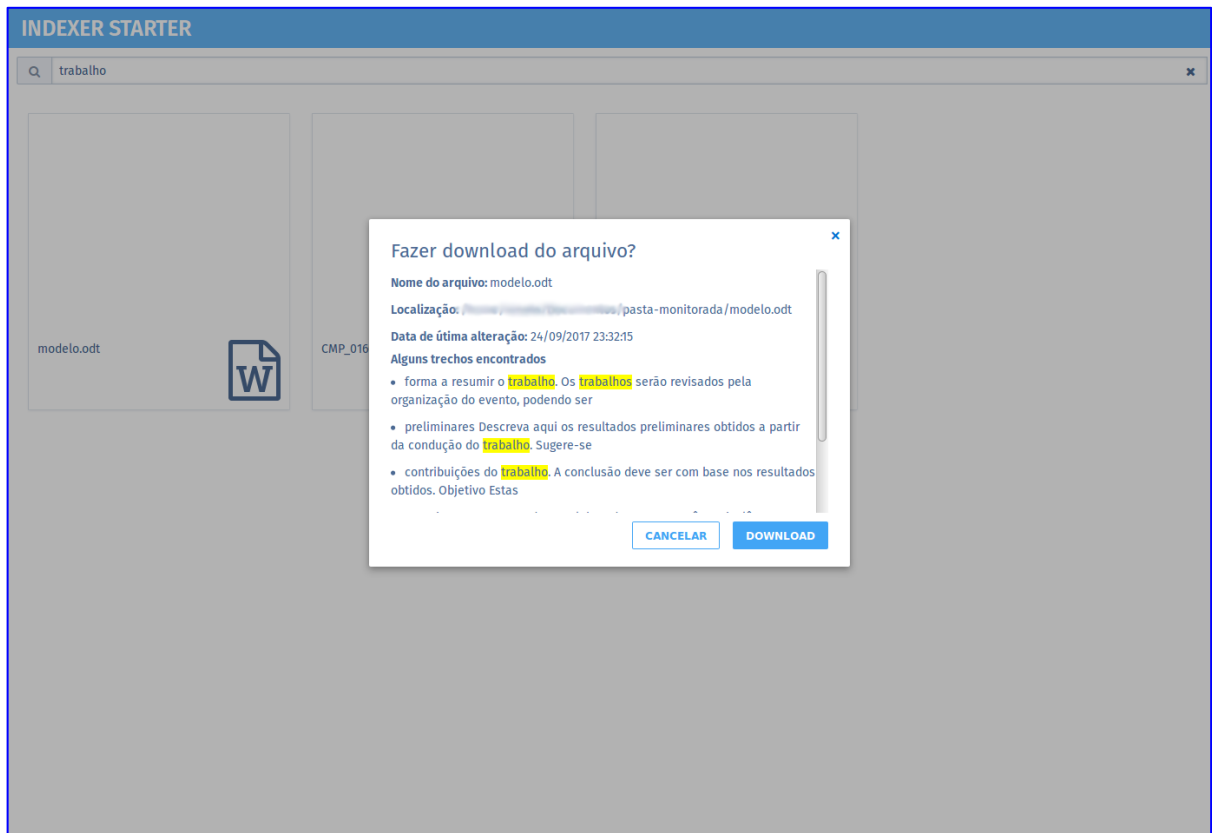 INDEXER STARTER
trabalho
modelo.odt
CMP_016
Fazer download do arquivo?
Nome do arquivo: modelo.odt
Localização: /pasta-monitorada/modelo.odt
Data de útima alteração: 24/09/2017 23:32:15
Alguns trechos encontrados
• forma a resumir o trabalho. Os trabalhos serão revisados pela
organização do evento, podendo ser
• preliminares Descreva aqui os resultados preliminares obtidos a partir
da condução do trabalho. Sugere-se
• contribuições do trabalho. A conclusão deve ser com base nos resultados
obtidos. Objetivo Estas
CANCELAR
DOWNLOAD